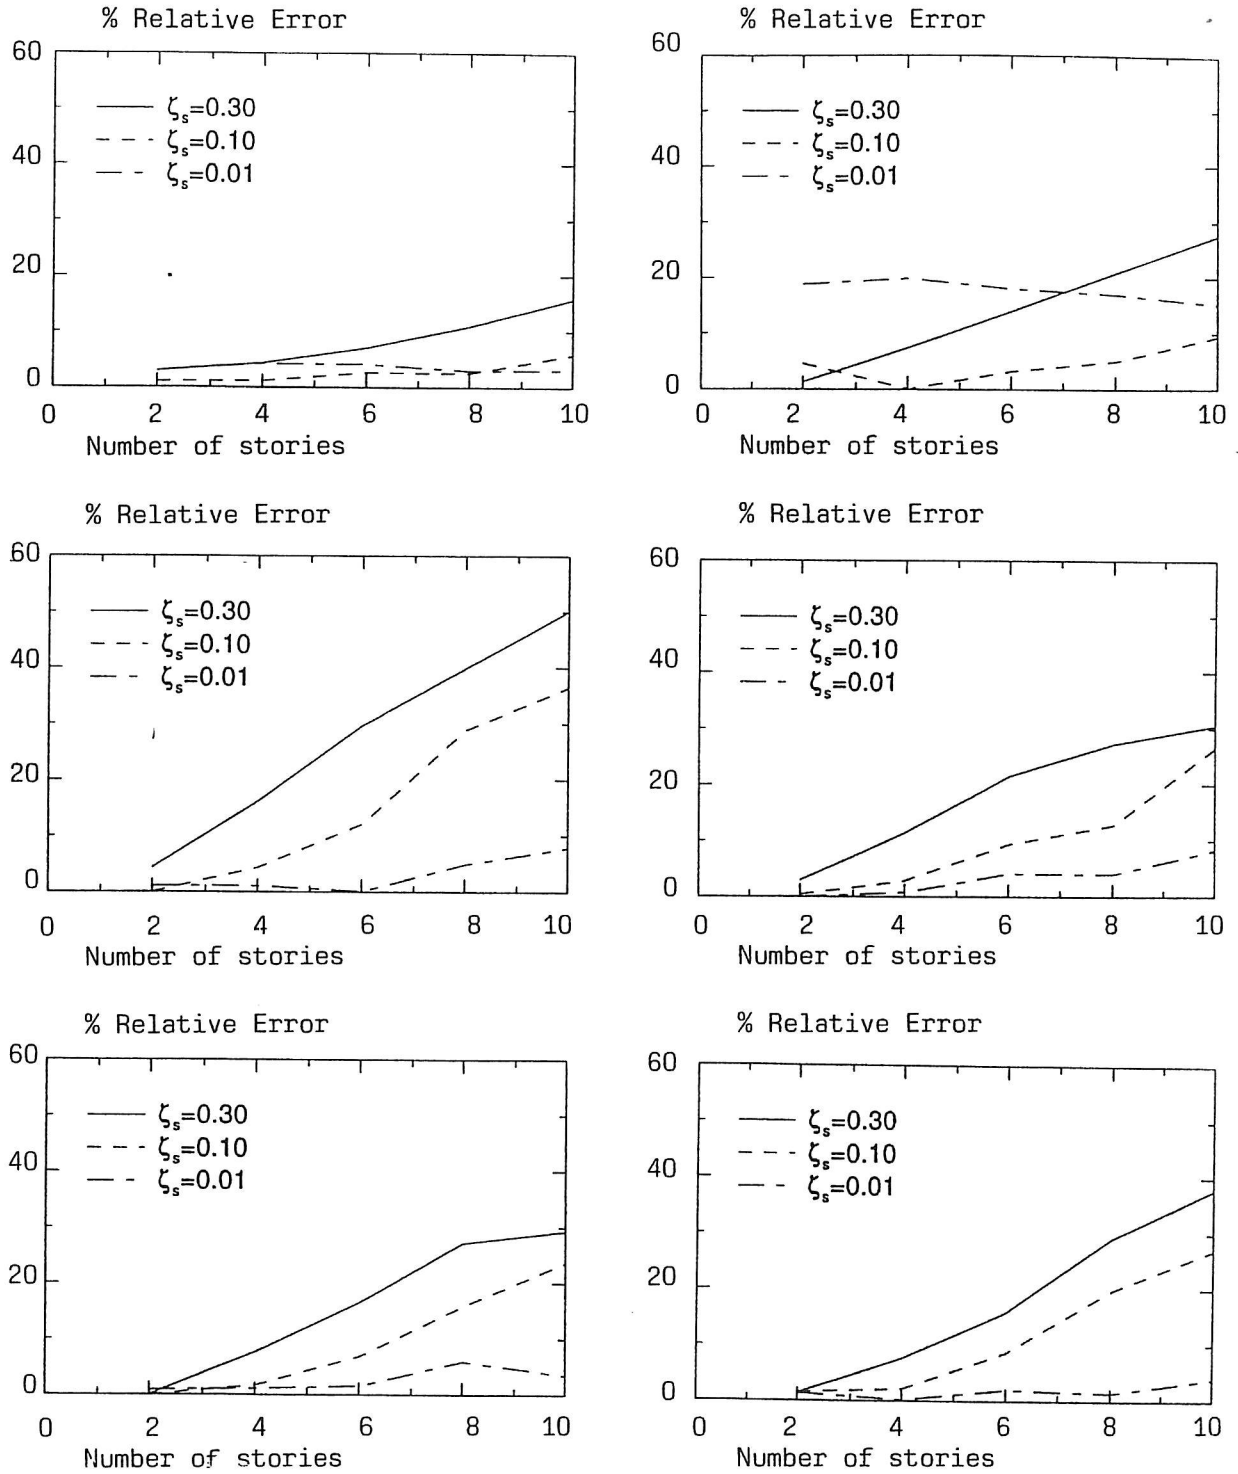 % Relative Error
60
40
20
0
ζs=0.30
ζs=0.10
ζs=0.01
0 2 4 6 8 10
Number of stories
% Relative Error
60
40
20
0
ζs=0.30
ζs=0.10
ζs=0.01
0 2 4 6 8 10
Number of stories
% Relative Error
60
40
20
0
ζs=0.30
ζs=0.10
ζs=0.01
0 2 4 6 8 10
Number of stories
% Relative Error
60
40
20
0
ζs=0.30
ζs=0.10
ζs=0.01
0 2 4 6 8 10
Number of stories
% Relative Error
60
40
20
0
ζs=0.30
ζs=0.10
ζs=0.01
0 2 4 6 8 10
Number of stories
% Relative Error
60
40
20
0
ζs=0.30
ζs=0.10
ζs=0.01
0 2 4 6 8 10
Number of stories